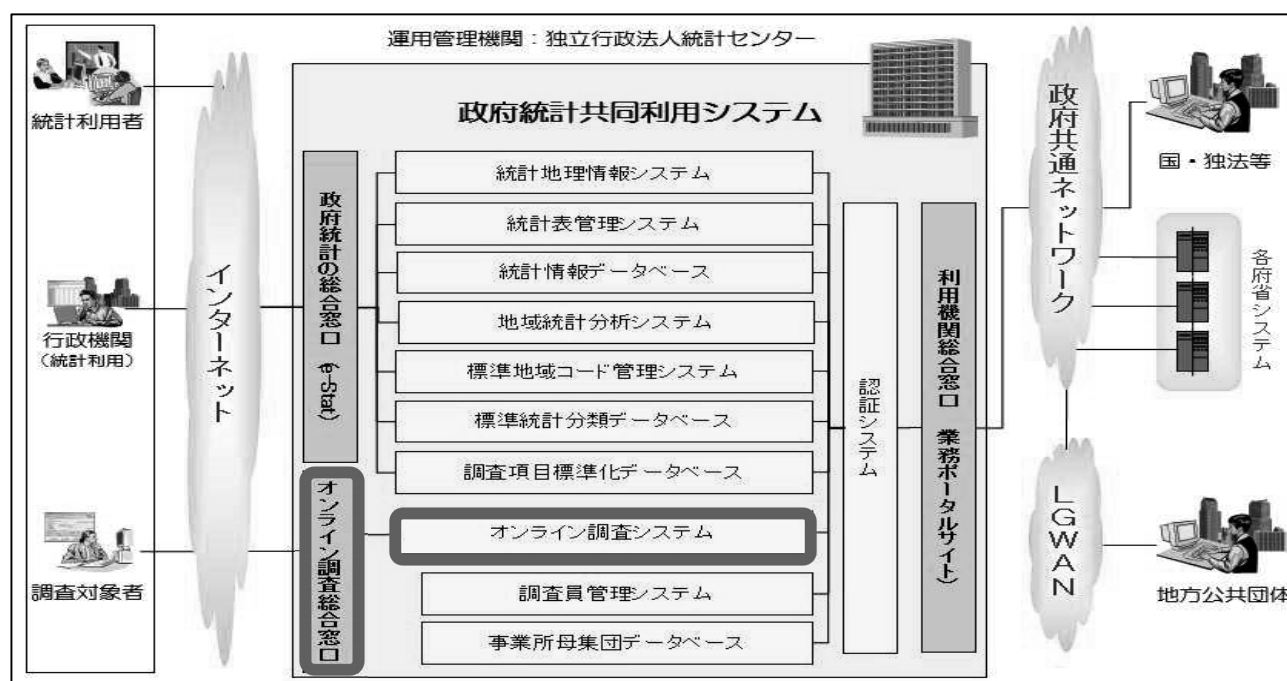 運用管理機関：独立行政法人統計センター
政府統計共同利用システム
統計利用者
行政機関
（統計利用）
調査対象者
インターネット
政府統計の総合窓口（e-Stat）
オンライン調査総合窓口
統計地理情報システム
統計表管理システム
統計情報データベース
地域統計分析システム
標準地域コード管理システム
標準統計分類データベース
調査項目標準化データベース
オンライン調査システム
調査員管理システム
事業所母集団データベース
認証システム
利用機関総合窓口（業務ポータルサイト）
政府共通ネットワーク
LGWAN
国・独法等
各府省システム
地方公共団体